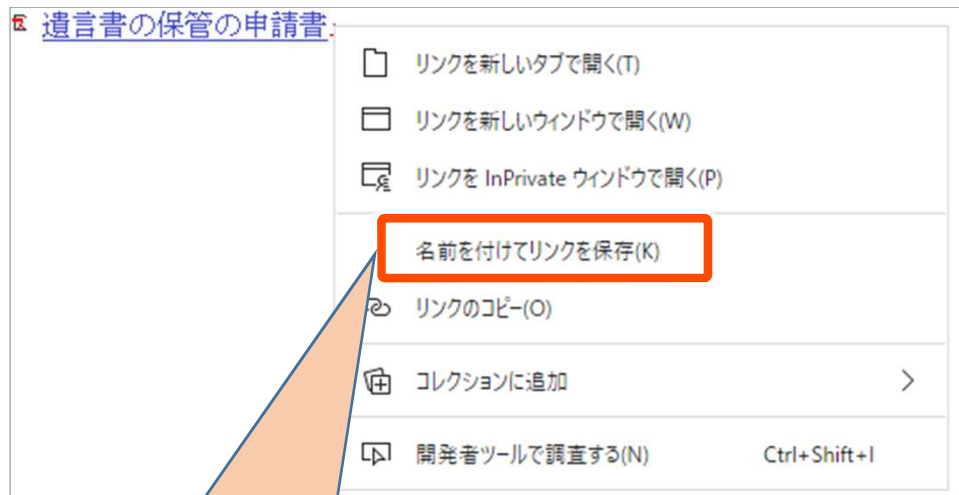 遺言書の保管の申請書
リンクを新しいタブで開く(T)
リンクを新しいウィンドウで開く(W)
リンクを InPrivate ウィンドウで開く(P)
名前を付けてリンクを保存(K)
リンクのコピー(O)
コレクションに追加
開発者ツールで調査する(N) Ctrl+Shift+I